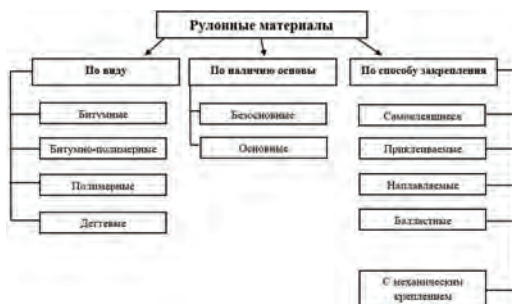 Рулонные материалы
По виду
По наличию основы
По способу закрепления
Битумные
Безосновные
Самоклеящиеся
Битумно-полимерные
Основные
Приклеиваемые
Полимерные
Наплавляемые
Дегтевые
Балластные
С механическим
креплением